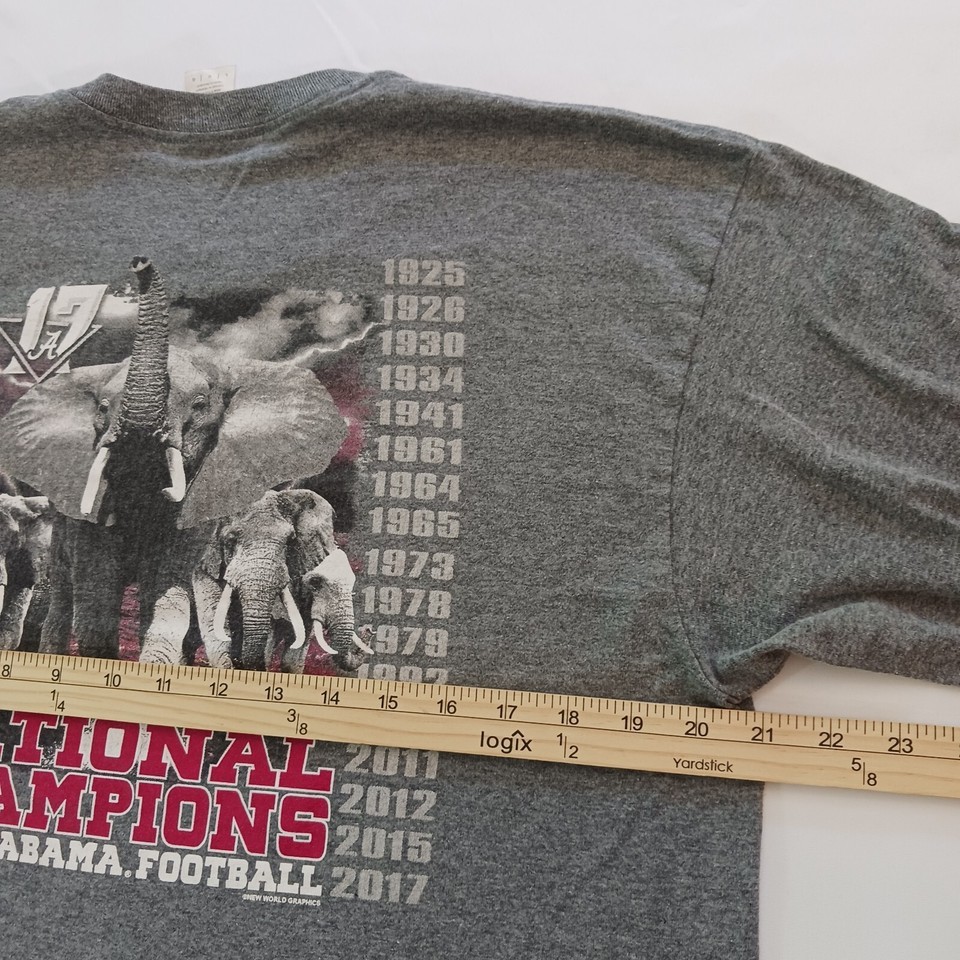 1925
17
A
1926
1930
1934
1941
1961
1964
1965
1973
1978
1979
1992
8 9 10 11 12 13 14 15 16 17 18 19 20 21 22 23
1/4 3/8 logix 1/2 Yardstick 5/8
TIONAL 2011
AMPIONS 2012
ABAMA. FOOTBALL 2015
2017
©NEW WORLD GRAPHICS